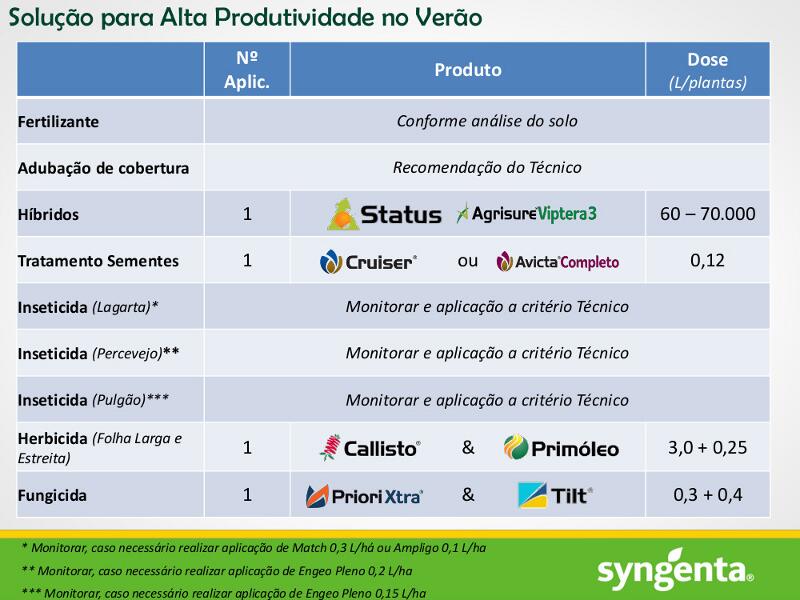 Solução para Alta Produtividade no Verão
Nº Aplic.
Produto
Dose
(L/plantas)
Fertilizante
Conforme análise do solo
Adubação de cobertura
Recomendação do Técnico
Híbridos 1 Status Agrisure Viptera3 60 – 70.000
Tratamento Sementes 1 Cruiser® ou Avicta® Completo 0,12
Inseticida (Lagarta)* Monitorar e aplicação a critério Técnico
Inseticida (Percevejo)** Monitorar e aplicação a critério Técnico
Inseticida (Pulgão)*** Monitorar e aplicação a critério Técnico
Herbicida (Folha Larga e
Estreita) 1 Callisto® & Primóleo® 3,0 + 0,25
Fungicida 1 Priori Xtra® & Tilt® 0,3 + 0,4
* Monitorar, caso necessário realizar aplicação de Match 0,3 L/há ou Ampligo 0,1 L/ha
** Monitorar, caso necessário realizar aplicação de Engeo Pleno 0,2 L/ha
*** Monitorar, caso necessário realizar aplicação de Engeo Pleno 0,15 L/ha
syngenta®